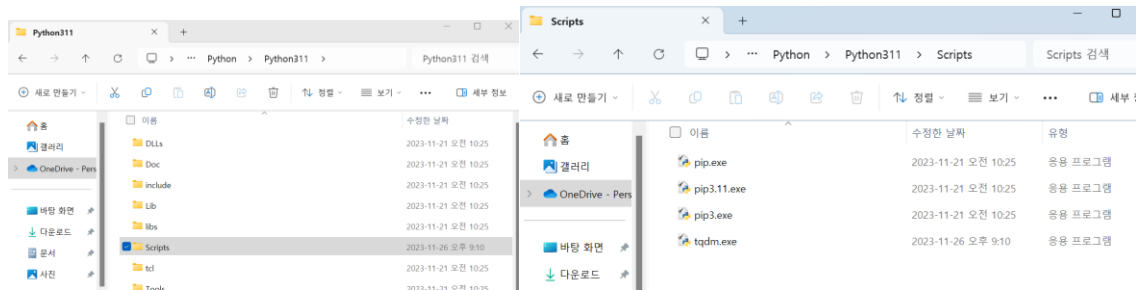 Python311
Python
Python311
Python311 검색
새로 만들기
정렬
보기
세부 정보
홈
갤러리
OneDrive - Pers
바탕 화면
다운로드
문서
사진
이름 수정한 날짜
DLLs 2023-11-21 오전 10:25
Doc 2023-11-21 오전 10:25
include 2023-11-21 오전 10:25
Lib 2023-11-21 오전 10:25
libs 2023-11-21 오전 10:25
Scripts 2023-11-26 오후 9:10
tcl 2023-11-21 오전 10:25
Tools 2023-11-21 오전 10:25
Scripts
Python
Python311
Scripts
Scripts 검색
새로 만들기
정렬
보기
세부
홈
갤러리
OneDrive - Pers
바탕 화면
다운로드
이름 수정한 날짜 유형
pip.exe 2023-11-21 오전 10:25 응용 프로그램
pip3.11.exe 2023-11-21 오전 10:25 응용 프로그램
pip3.exe 2023-11-21 오전 10:25 응용 프로그램
tqdm.exe 2023-11-26 오후 9:10 응용 프로그램